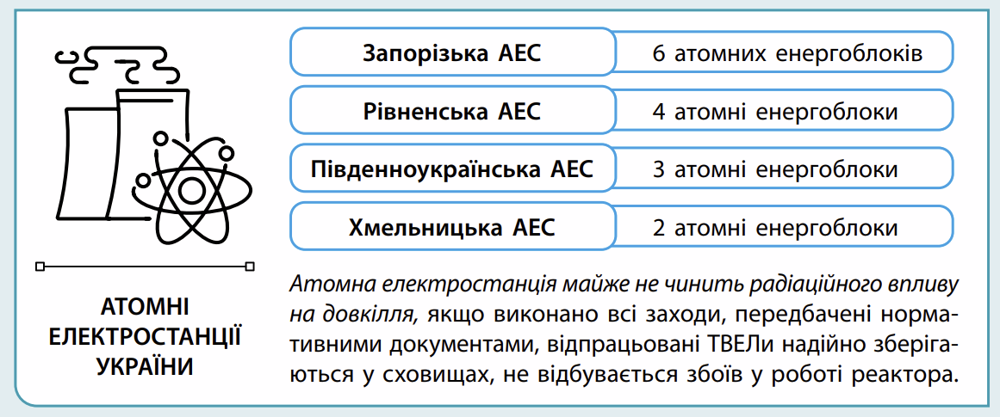 Запорізька АЕС
6 атомних енергоблоків
Рівненська АЕС
4 атомні енергоблоки
Південноукраїнська АЕС
3 атомні енергоблоки
Хмельницька АЕС
2 атомні енергоблоки
АТОМНІ
ЕЛЕКТРОСТАНЦІЇ
УКРАЇНИ
Атомна електростанція майже не чинить радіаційного впливу
на довкілля, якщо виконано всі заходи, передбачені норма-
тивними документами, відпрацьовані ТВЕЛи надійно зберіга-
ються у сховищах, не відбувається збоїв у роботі реактора.